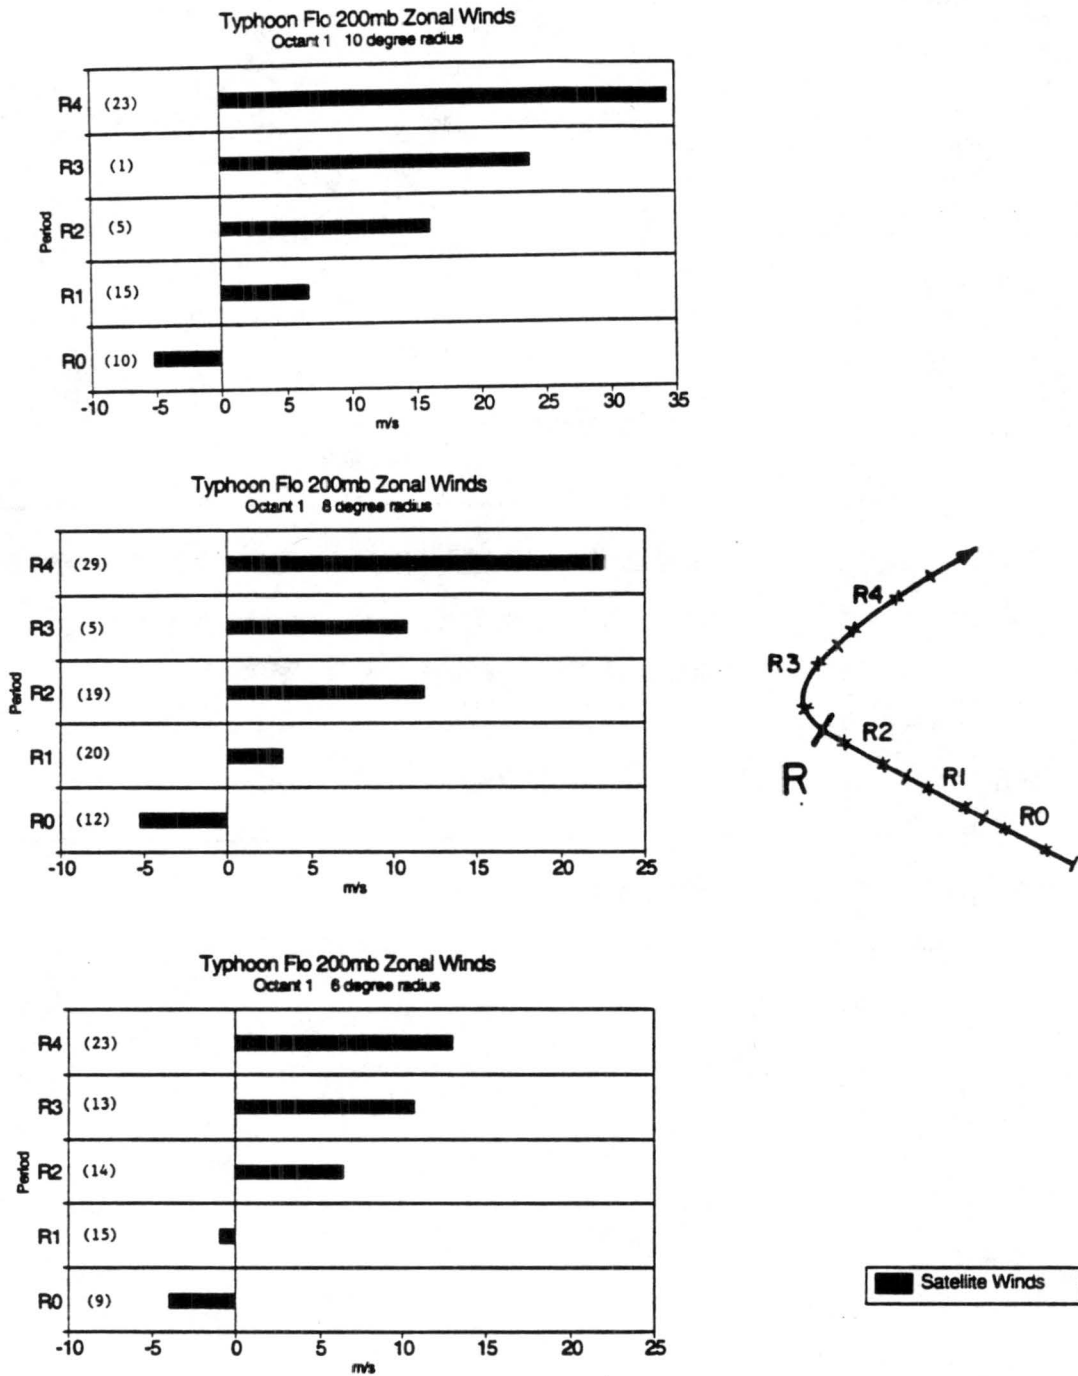 Typhoon Flo 200mb Zonal Winds
Octant 1 10 degree radius
Period
R4 (23)
R3 (1)
R2 (5)
R1 (15)
R0 (10)
-10 -5 0 5 10 15 20 25 30 35
m/s
Typhoon Flo 200mb Zonal Winds
Octant 1 8 degree radius
Period
R4 (29)
R3 (5)
R2 (19)
R1 (20)
R0 (12)
-10 -5 0 5 10 15 20 25
m/s
R4
R3
R2
R
R1
R0
Typhoon Flo 200mb Zonal Winds
Octant 1 6 degree radius
Period
R4 (23)
R3 (13)
R2 (14)
R1 (15)
R0 (9)
-10 -5 0 5 10 15 20 25
m/s
Satellite Winds